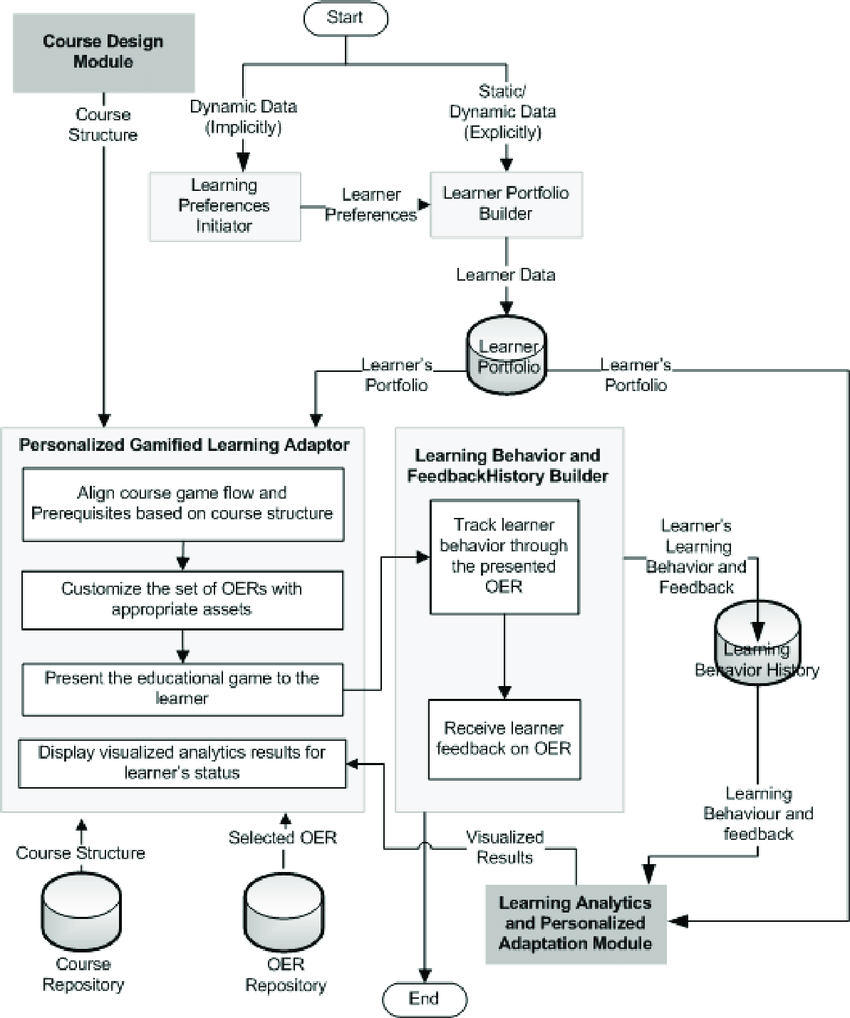 Start
Course Design
Module
Course
Structure
Dynamic Data
(Implicitly)
Static/
Dynamic Data
(Explicitly)
Learning
Preferences
Initiator
Learner
Preferences
Learner Portfolio
Builder
Learner Data
Learner
Portfolio
Learner's
Portfolio
Learner's
Portfolio
Personalized Gamified Learning Adaptor
Align course game flow and
Prerequisites based on course structure
Customize the set of OERs with
appropriate assets
Present the educational game to the
learner
Display visualized analytics results for
learner's status
Learning Behavior and
FeedbackHistory Builder
Track learner
behavior through
the presented
OER
Receive learner
feedback on OER
Learner's
Learning
Behavior and
Feedback
Learning
Behavior History
Learning
Behaviour and
feedback
Course Structure
Selected OER
Visualized
Results
Course
Repository
OER
Repository
Learning Analytics
and Personalized
Adaptation Module
End